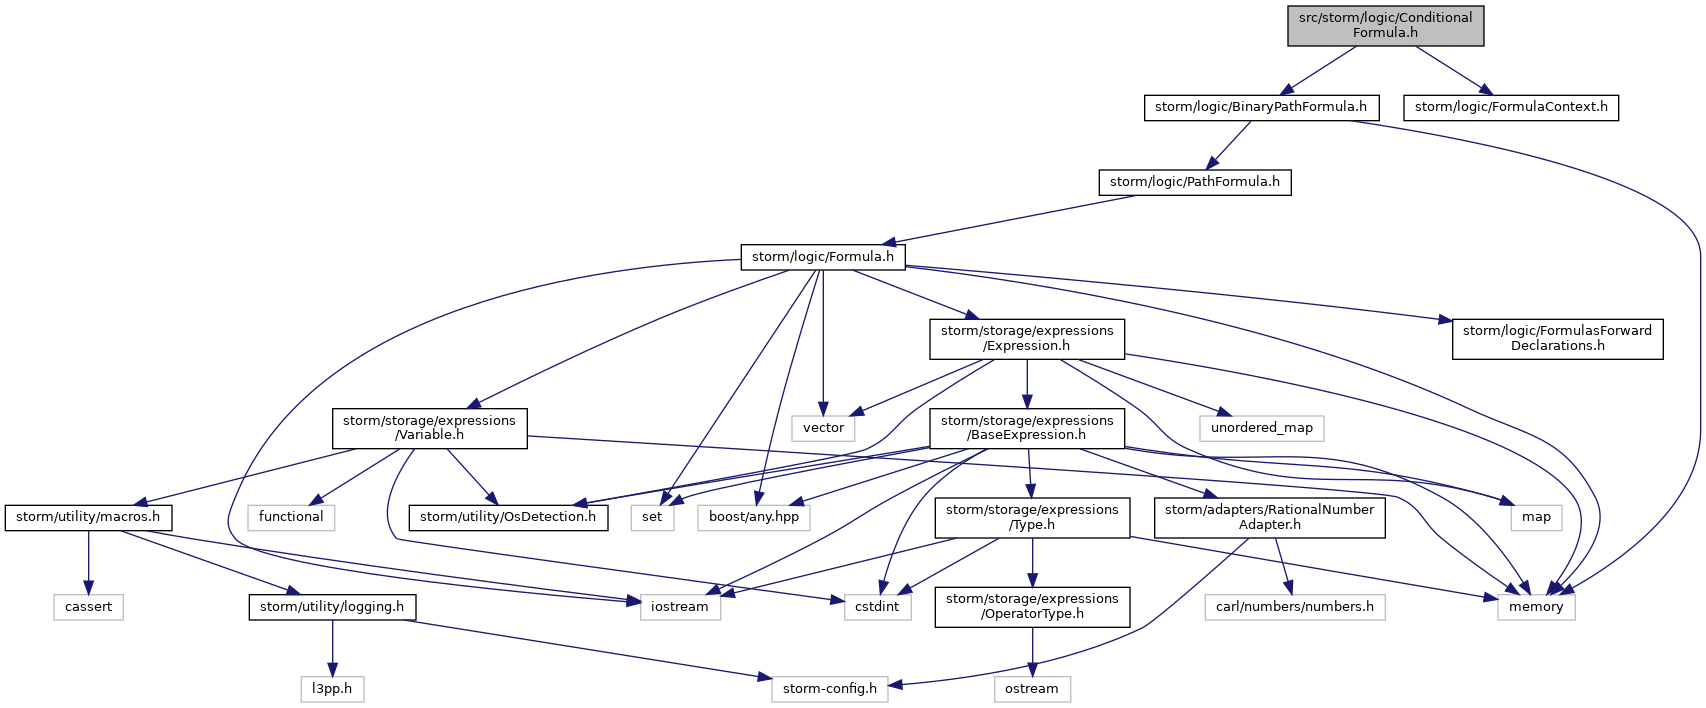 src/storm/logic/Conditional
Formula.h
storm/logic/BinaryPathFormula.h
storm/logic/FormulaContext.h
storm/logic/PathFormula.h
storm/logic/Formula.h
storm/storage/expressions
/Expression.h
storm/logic/FormulasForward
Declarations.h
storm/storage/expressions
/Variable.h
vector
storm/storage/expressions
/BaseExpression.h
unordered_map
storm/utility/macros.h
functional
storm/utility/OsDetection.h
set
boost/any.hpp
storm/storage/expressions
/Type.h
storm/adapters/RationalNumber
Adapter.h
map
cassert
storm/utility/logging.h
iostream
cstdint
storm/storage/expressions
/OperatorType.h
carl/numbers/numbers.h
memory
l3pp.h
storm-config.h
ostream